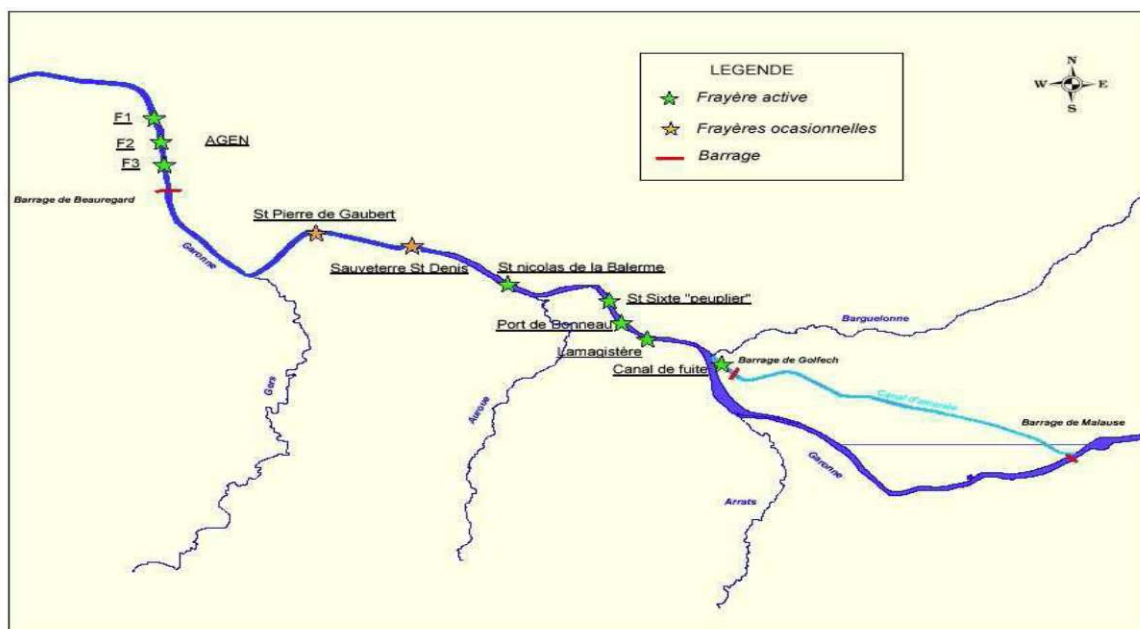 LEGENDE
Frayère active
Frayères ocasionnelles
Barrage
N
W E
S
F1
F2
AGEN
F3
Barrage de Beauregard
St Pierre de Gaubert
Garonne
Sauveterre St Denis
St nicolas de la Balerme
St Sixte "peuplier"
Port de Bonneau
Barguelonne
Lamagistère
Barrage de Golfech
Canal de fuite
Canal d'amenée
Gers
Auroue
Barrage de Malause
Garonne
Arrats